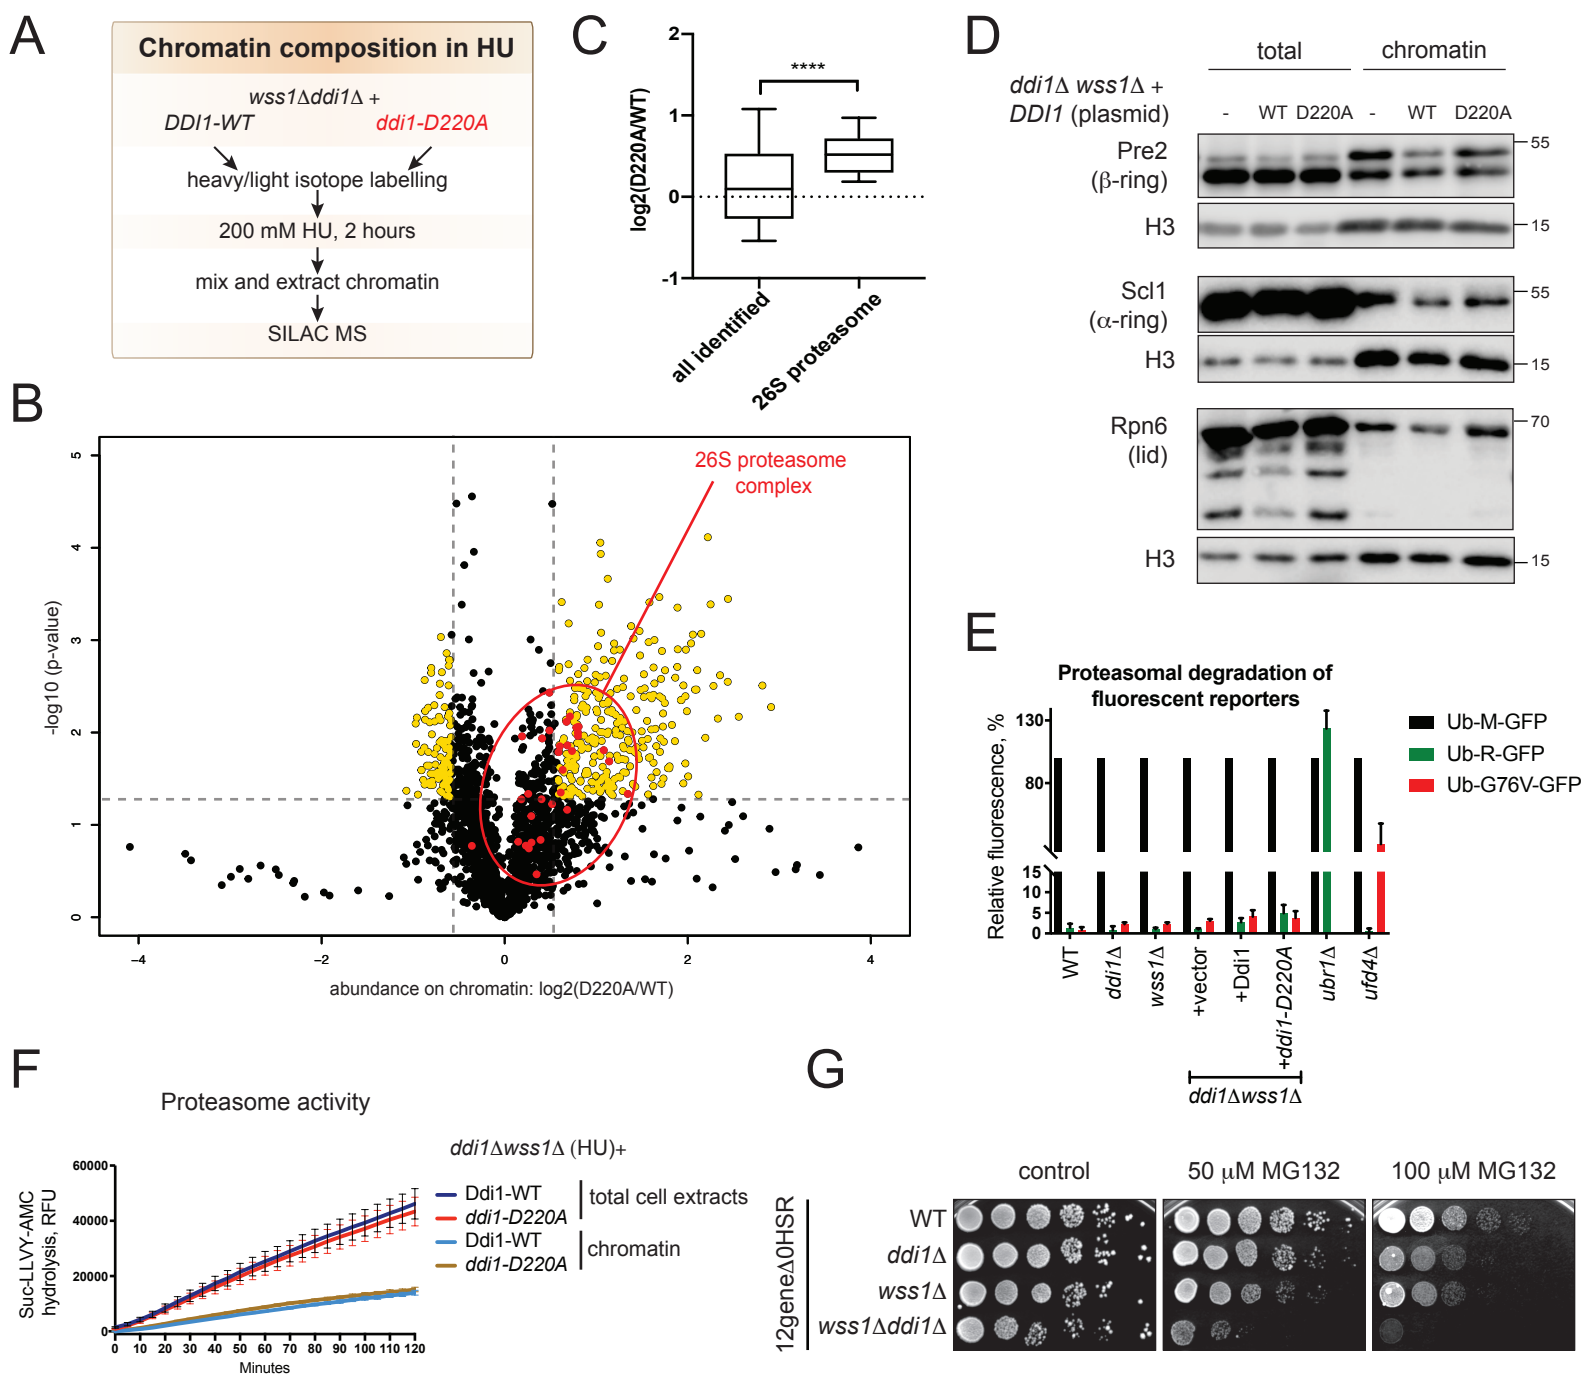 A
Chromatin composition in HU
wss1Δddi1Δ +
DDI1-WT ddi1-D220A
heavy/light isotope labelling
200 mM HU, 2 hours
mix and extract chromatin
SILAC MS
B
-log10 (p-value)
5
4
3
2
1
0
26S proteasome
complex
−4 −2 0 2 4
abundance on chromatin: log2(D220A/WT)
C
log2(D220A/WT)
2
1
0
-1
****
all identified
26S proteasome
D
total chromatin
ddi1Δ wss1Δ +
DDI1 (plasmid)
- WT D220A - WT D220A
Pre2
(β-ring)
55
H3
15
Scl1
(α-ring)
55
H3
15
Rpn6
(lid)
70
H3
15
E
Proteasomal degradation of
fluorescent reporters
Relative fluorescence, %
130
80
15
10
5
0
Ub-M-GFP
Ub-R-GFP
Ub-G76V-GFP
WT
ddi1Δ
wss1Δ
+vector
+Ddi1
+ddi1-D220A
ubr1Δ
ufd4Δ
ddi1Δwss1Δ
F
Proteasome activity
ddi1Δwss1Δ (HU)+
Ddi1-WT
ddi1-D220A
total cell extracts
Ddi1-WT
ddi1-D220A
chromatin
Suc-LLVY-AMC
hydrolysis, RFU
60000
40000
20000
0
0 10 20 30 40 50 60 70 80 90 100 110 120
Minutes
G
control 50 μM MG132 100 μM MG132
12geneΔ0HSR
WT
ddi1Δ
wss1Δ
wss1Δddi1Δ